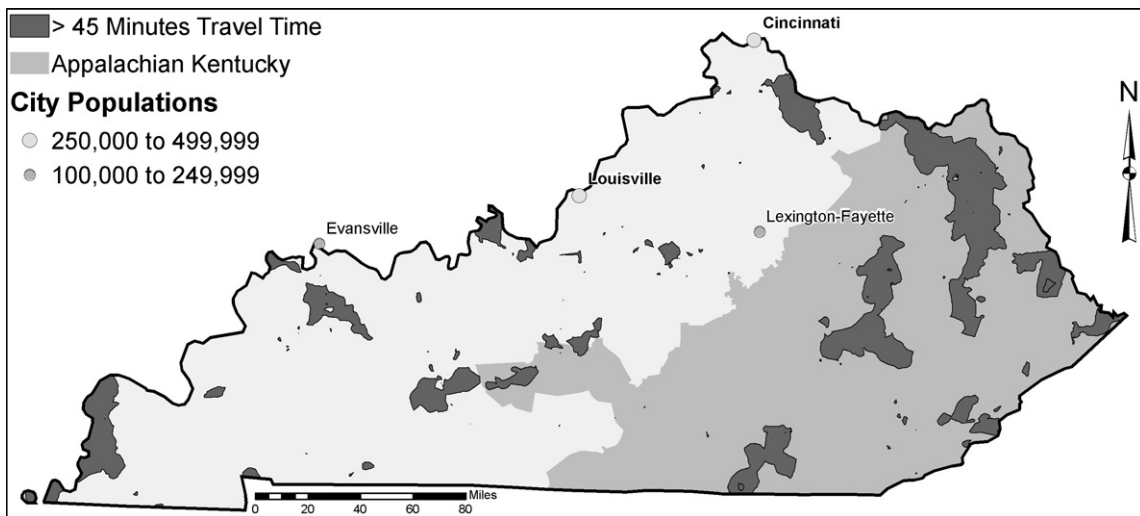 > 45 Minutes Travel Time
Appalachian Kentucky
City Populations
250,000 to 499,999
100,000 to 249,999
Cincinnati
N
Louisville
Lexington-Fayette
Evansville
Miles
0 10 20 40 60 80